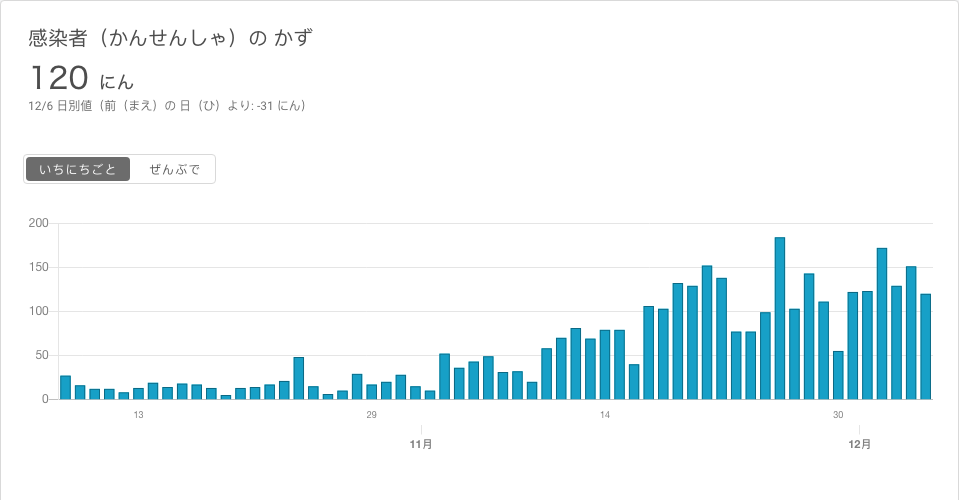 感染者（かんせんしゃ）の かず
120 にん
12/6 日別値（前（まえ）の 日（ひ）より: -31 にん）
いちにちごと ぜんぶで
200
150
100
50
0
13 29 14 30
11月 12月